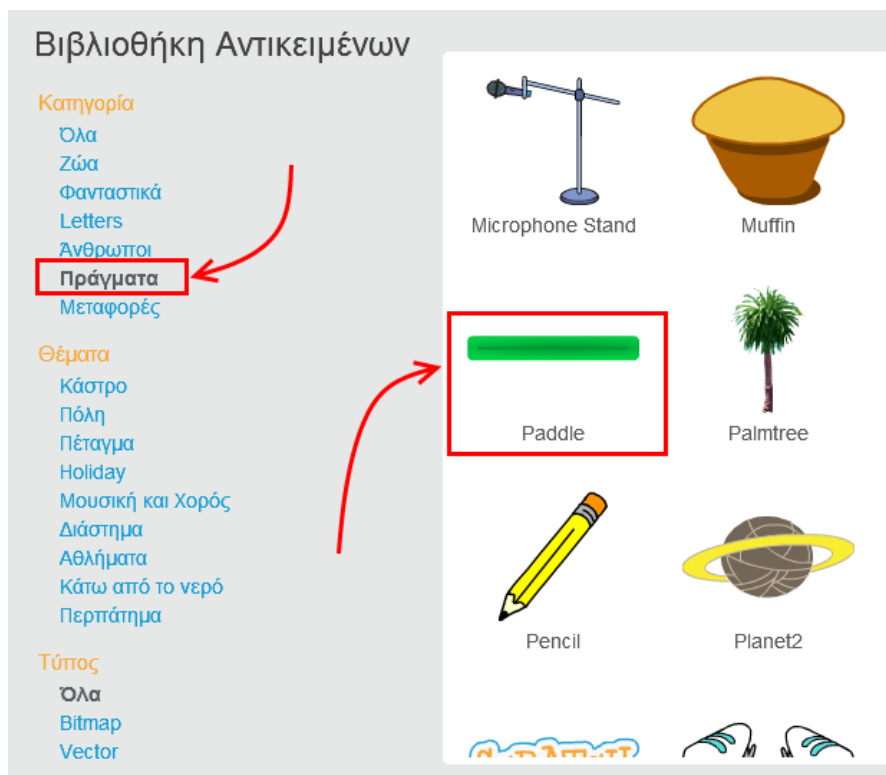 Βιβλιοθήκη Αντικειμένων
Κατηγορία
Όλα
Ζώα
Φανταστικά
Letters
Άνθρωποι
Πράγματα
Μεταφορές
Θέματα
Κάστρο
Πόλη
Πέταγμα
Holiday
Μουσική και Χορός
Διάστημα
Αθλήματα
Κάτω από το νερό
Περπάτημα
Τύπος
Όλα
Bitmap
Vector
Microphone Stand
Muffin
Paddle
Palmtree
Pencil
Planet2